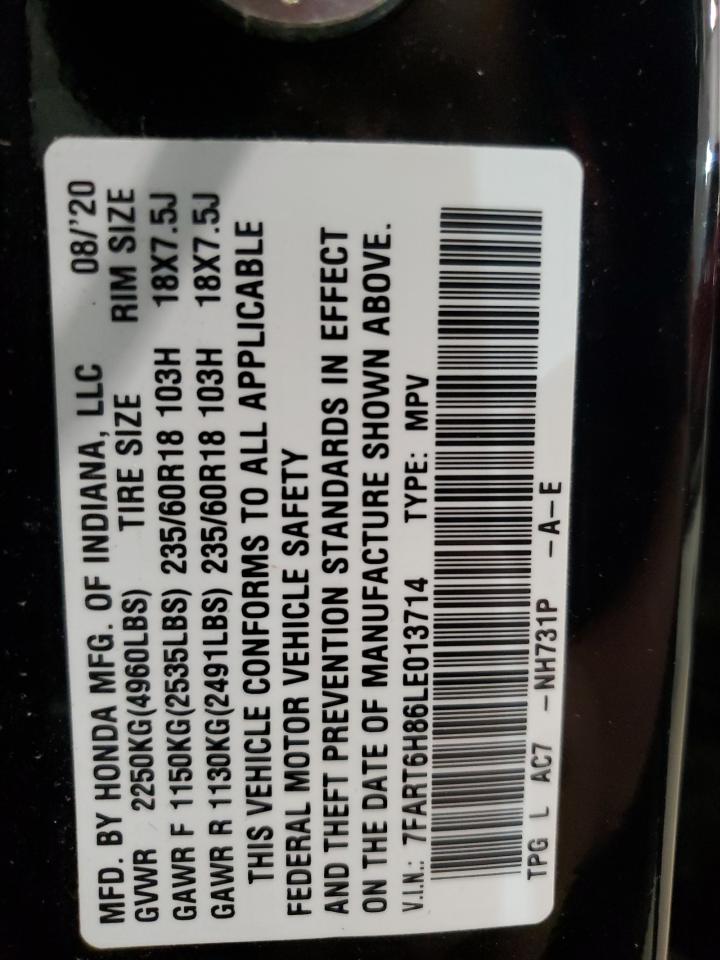 MFD. BY HONDA MFG. OF INDIANA, LLC 08/'20
GVWR 2250KG(4960LBS) TIRE SIZE RIM SIZE
GAWR F 1150KG(2535LBS) 235/60R18 103H 18X7.5J
GAWR R 1130KG(2491LBS) 235/60R18 103H 18X7.5J
THIS VEHICLE CONFORMS TO ALL APPLICABLE
FEDERAL MOTOR VEHICLE SAFETY
AND THEFT PREVENTION STANDARDS IN EFFECT
ON THE DATE OF MANUFACTURE SHOWN ABOVE.
V.I.N.: 7FART6H86LE013714 TYPE: MPV
TPG L AC7 -NH731P -A-E